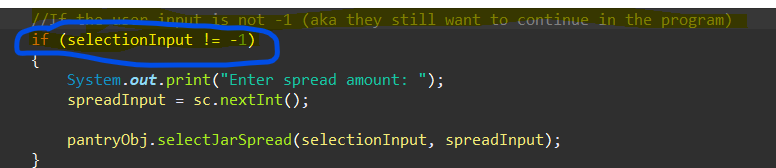 //If the user input is not -1 (aka they still want to continue in the program)
if (selectionInput != -1)
{
System.out.print("Enter spread amount: ");
spreadInput = sc.nextInt();
pantryObj.selectJarSpread(selectionInput, spreadInput);
}